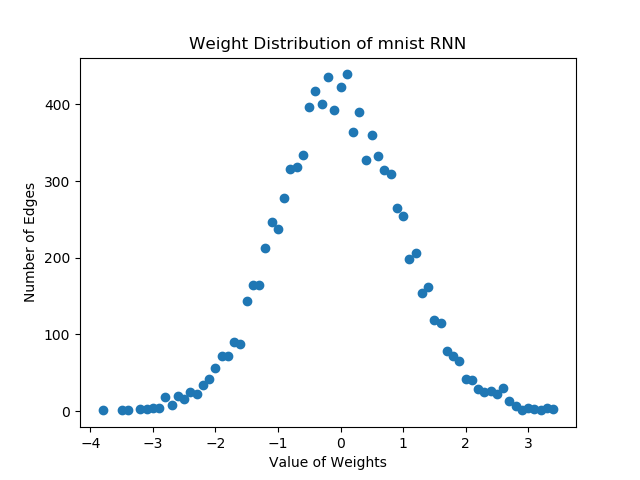 Weight Distribution of mnist RNN
Number of Edges
400
300
200
100
0
−4 −3 −2 −1 0 1 2 3
Value of Weights